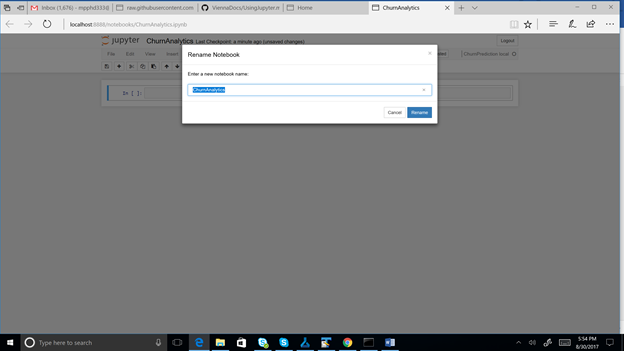 Inbox (1,676) - mpphd333@
raw.githubusercontent.com
ViennaDocs/UsingJupyter.m
Home
ChurnAnalytics
localhost:8888/notebooks/ChurnAnalytics.ipynb
jupyter ChurnAnalytics Last Checkpoint: a minute ago (unsaved changes)
Logout
File Edit View Insert
In [ ]:
Rename Notebook
×
Enter a new notebook name:
ChurnAnalytics
Cancel Rename
Type here to search
5:54 PM
8/30/2017